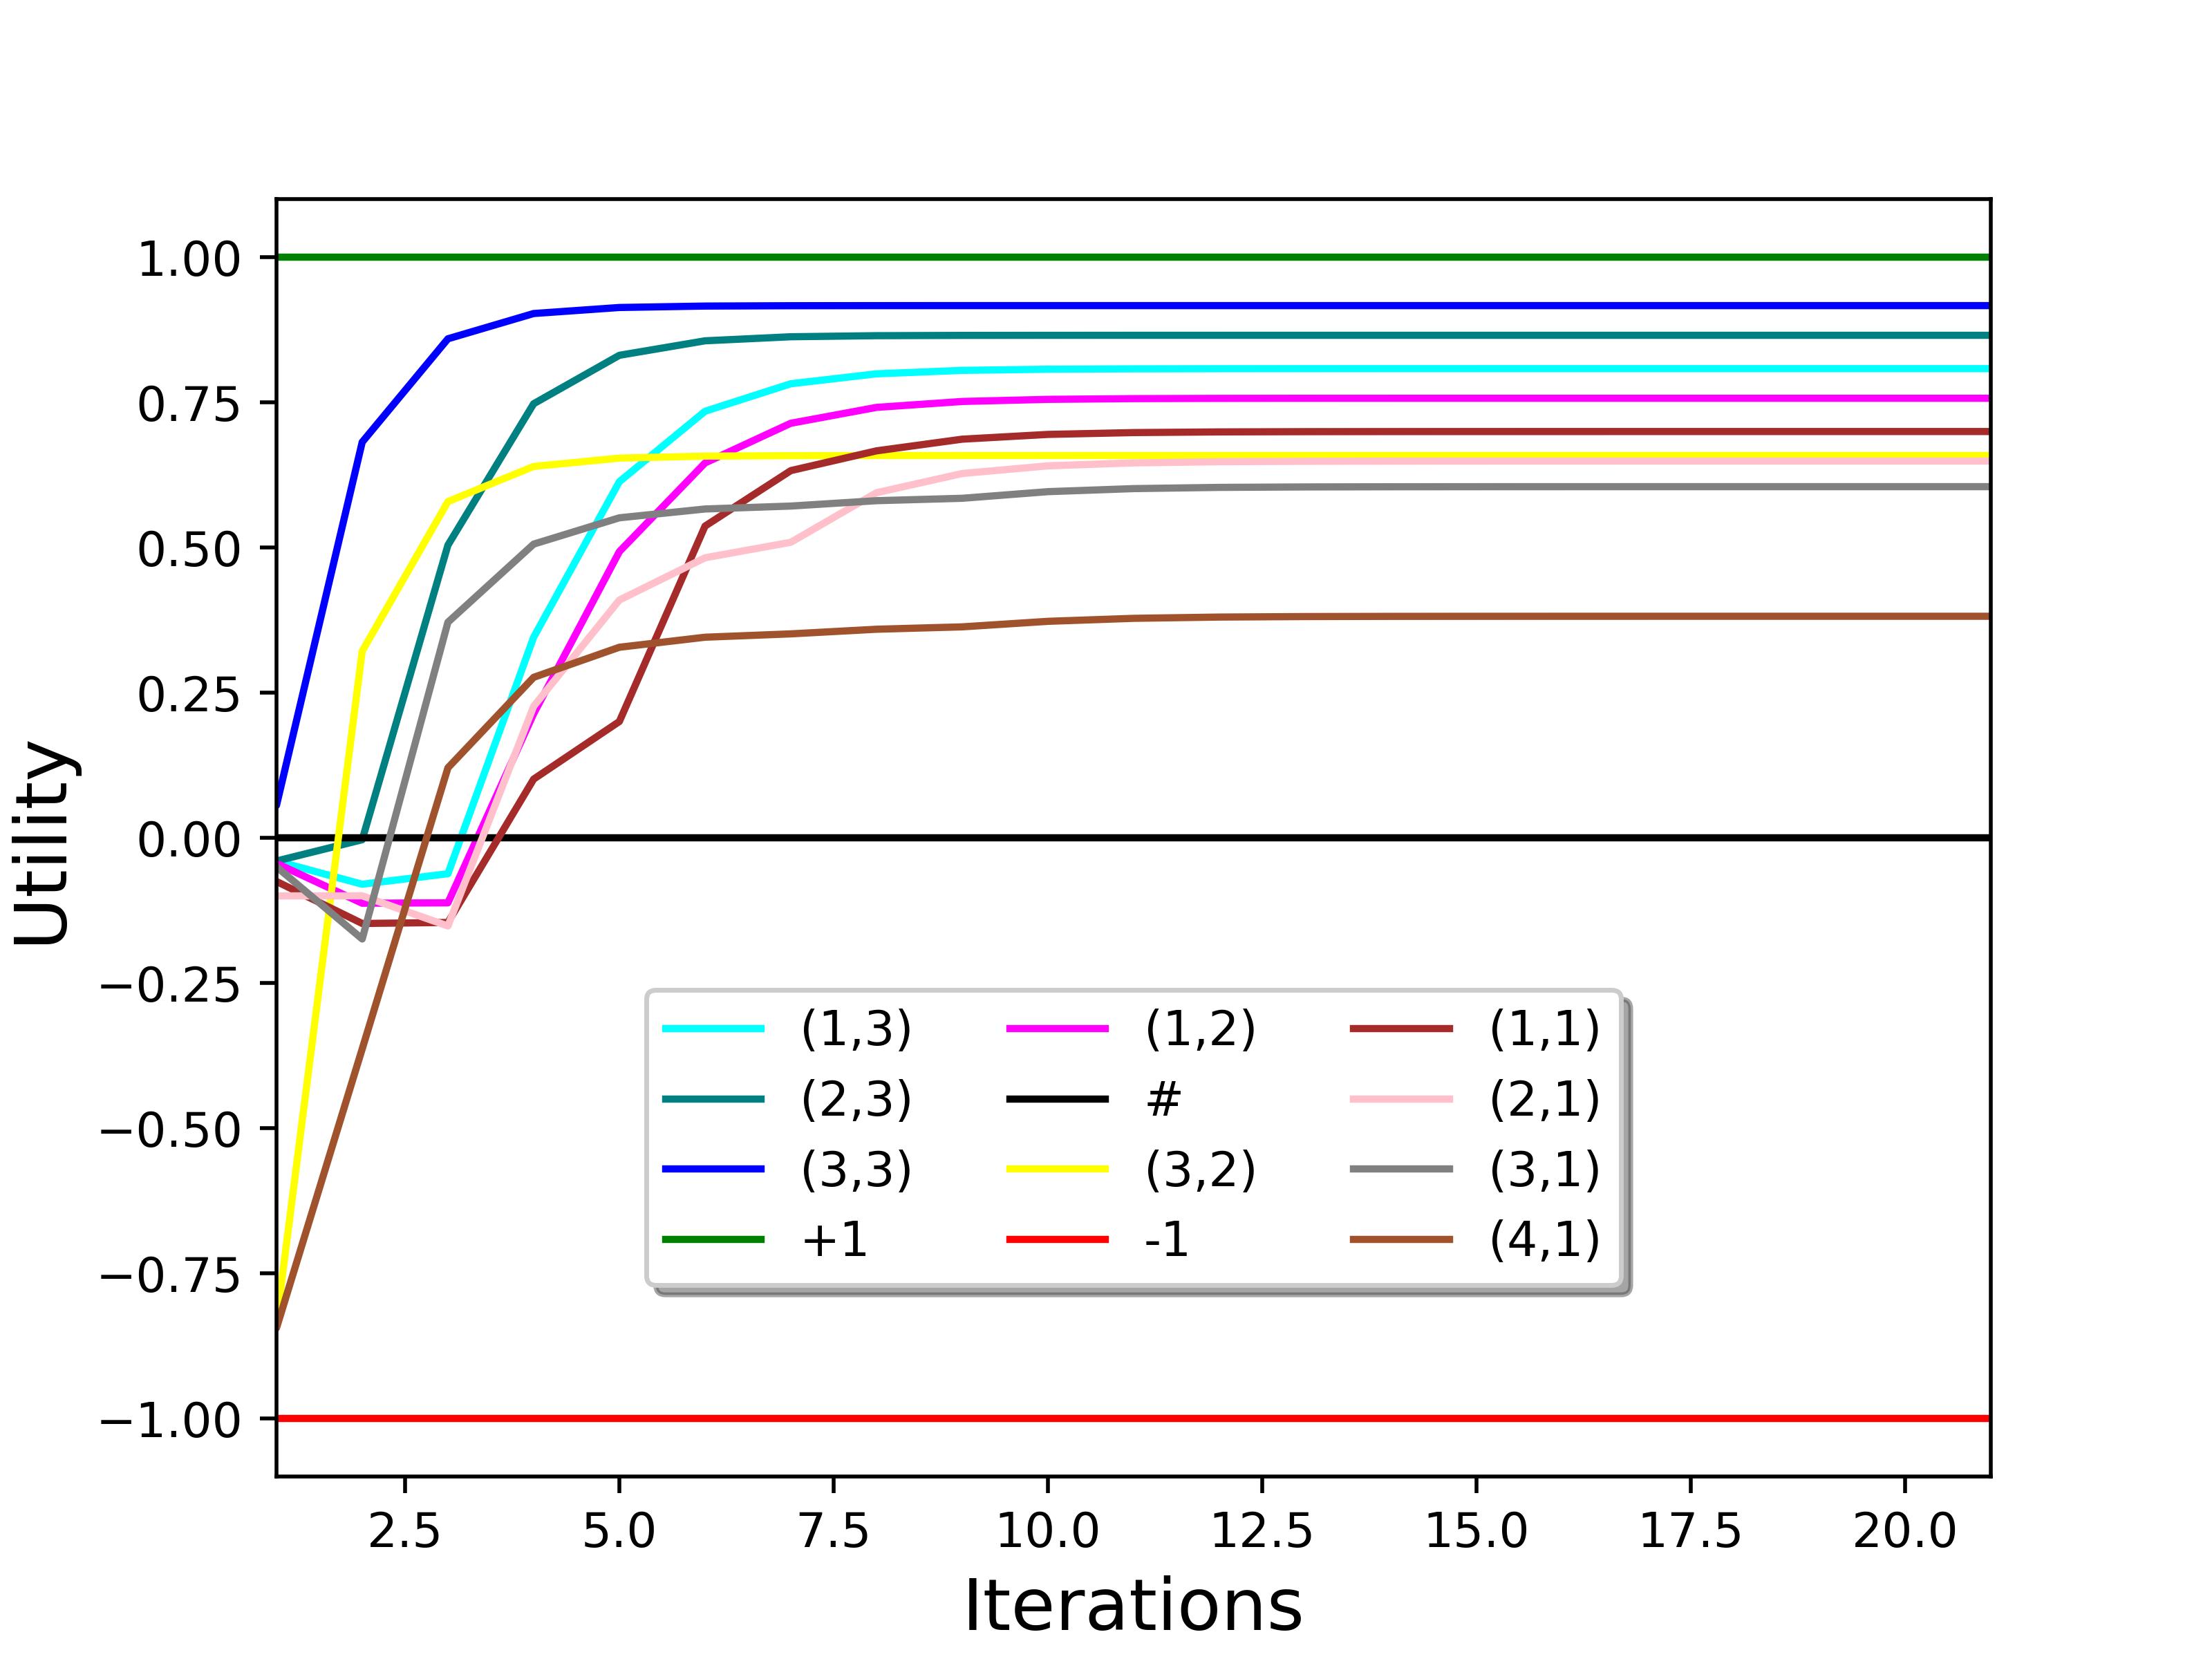 1.00
0.75
0.50
0.25
0.00
−0.25
−0.50
−0.75
−1.00
Utility
(1,3) (1,2) (1,1)
(2,3) # (2,1)
(3,3) (3,2) (3,1)
+1 -1 (4,1)
2.5 5.0 7.5 10.0 12.5 15.0 17.5 20.0
Iterations